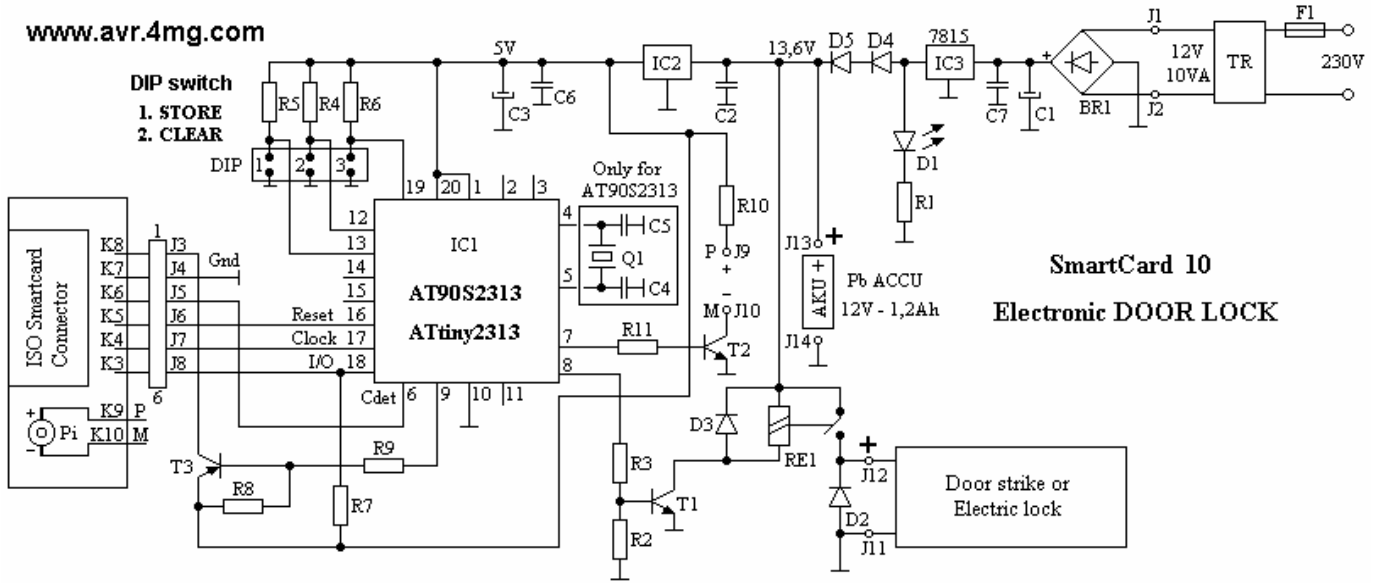 www.avr.4mg.com
DIP switch
1. STORE
2. CLEAR
5V
13,6V
D5
D4
7815
J1
F1
R5
R4
R6
C3
C6
IC2
C2
IC3
C7
C1
BR1
12V
10VA
J2
TR
230V
DIP
1
2
3
D1
R1
19
20
1
2
3
Only for
AT90S2313
C5
Q1
C4
R10
P
J9
+
−
M
J10
J13
+
AKU +
Pb ACCU
12V - 1,2Ah
J14
SmartCard 10
Electronic DOOR LOCK
ISO Smartcard
Connector
K8
K7
K6
K5
K4
K3
1
6
J3
J4
J5
J6
J7
J8
Gnd
Reset
Clock
I/O
12
13
14
15
16
17
18
IC1
AT90S2313
ATtiny2313
4
5
7
8
R11
T2
Cdet
6
9
10
11
K9
P
K10
M
+
−
Pi
T3
R9
R8
R7
R3
R2
T1
D3
RE1
+
J12
D2
J11
Door strike or
Electric lock